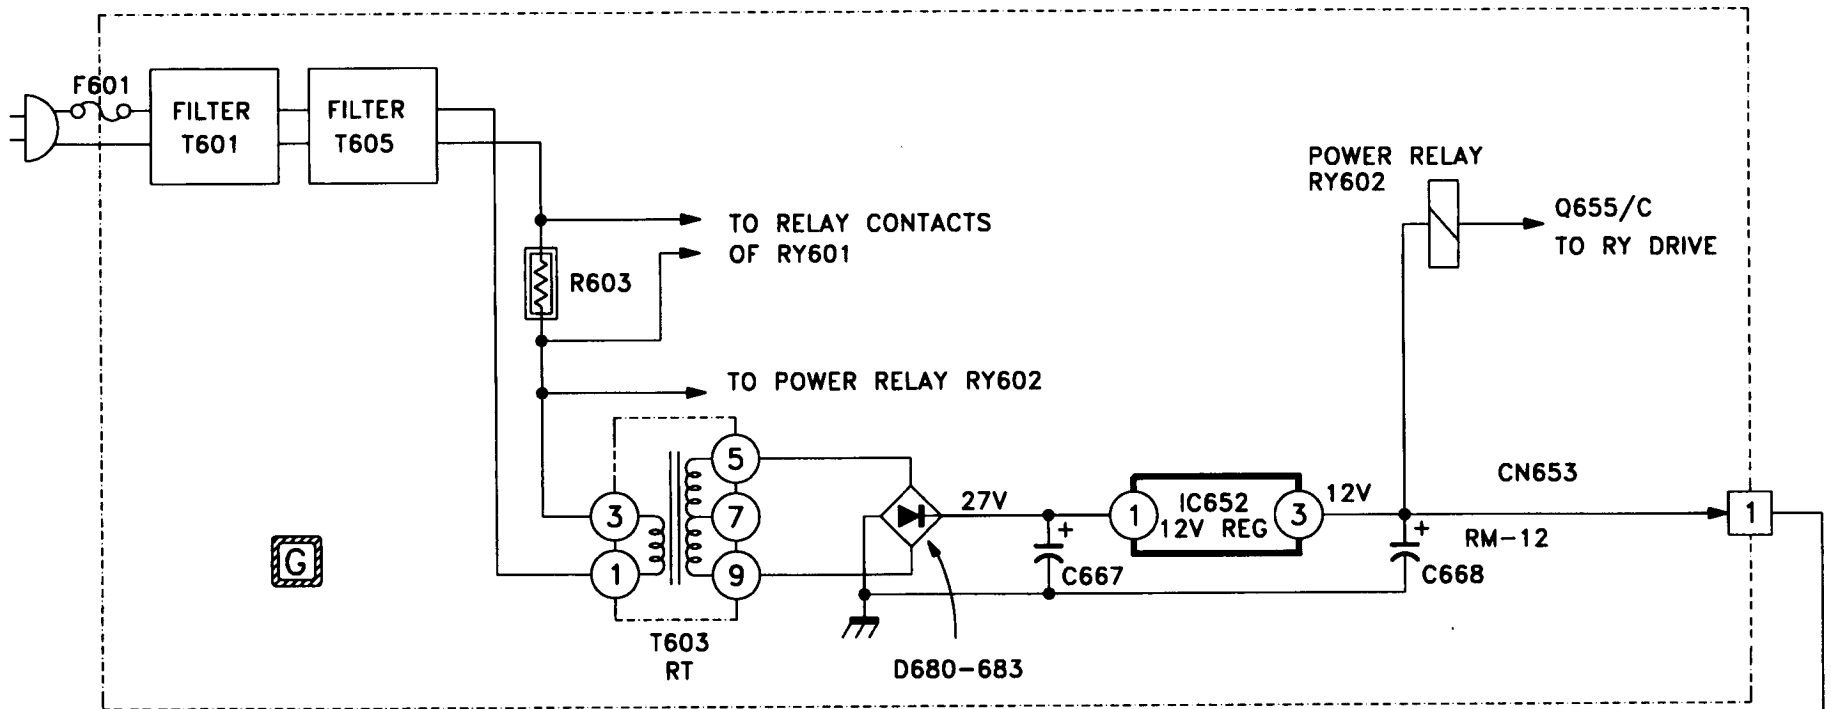 F601
FILTER
T601
FILTER
T605
POWER RELAY
RY602
Q655/C
TO RY DRIVE
TO RELAY CONTACTS
OF RY601
R603
TO POWER RELAY RY602
5
3
7
1
9
27V
1
IC652
12V REG
3
12V
CN653
RM-12
1
+
C667
+
C668
G
T603
RT
D680-683